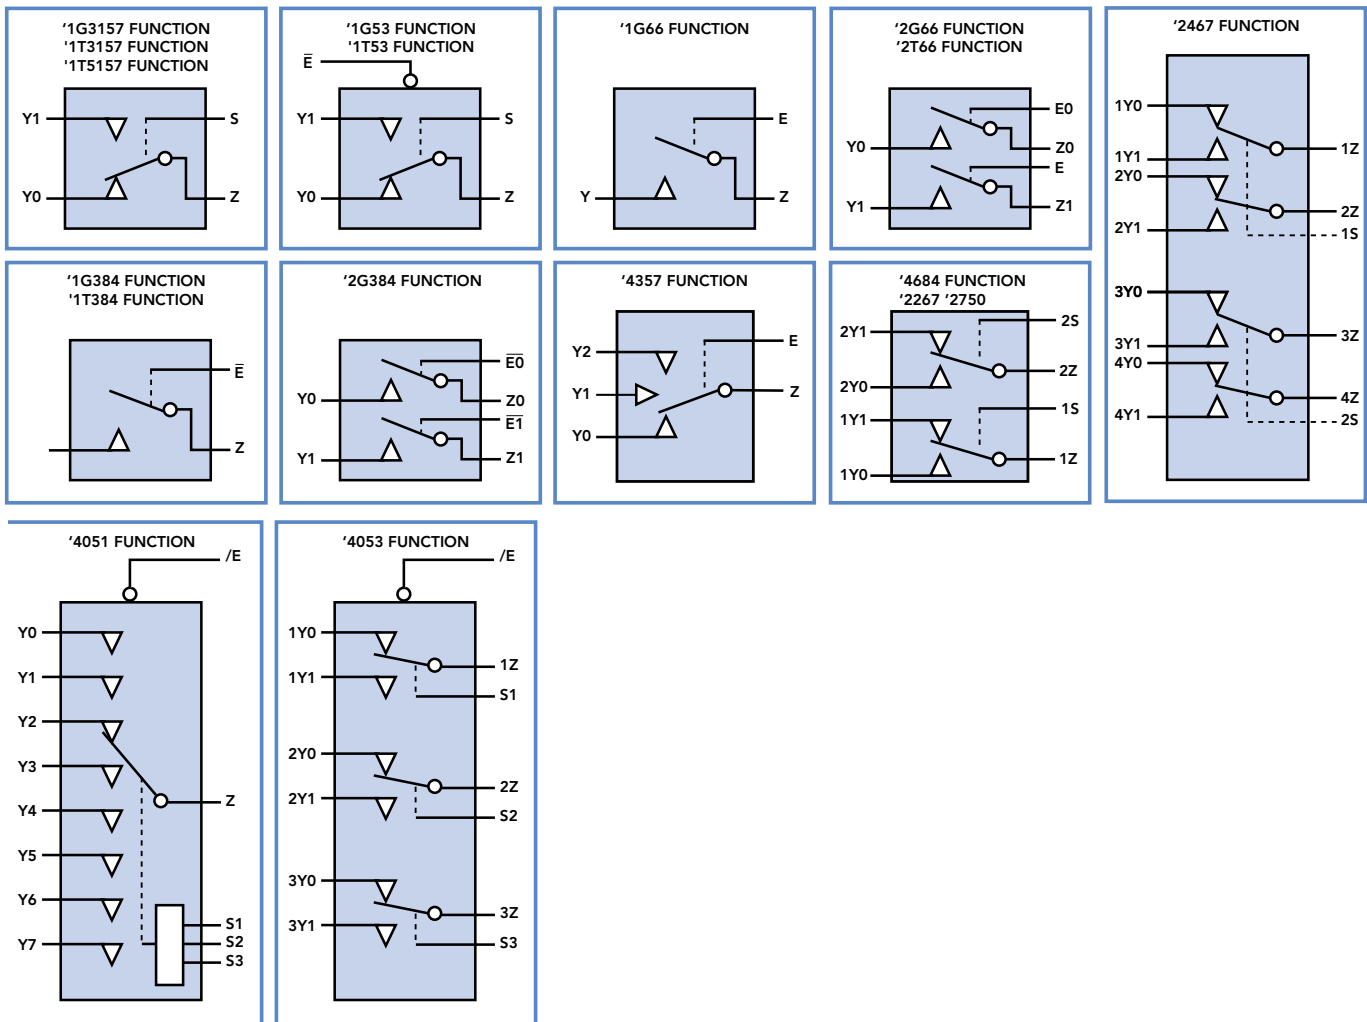 ‘1G3157 FUNCTION
'1T3157 FUNCTION
'1T5157 FUNCTION
Y1
S
Y0
Z
‘1G53 FUNCTION
'1T53 FUNCTION
E̅
Y1
S
Y0
Z
‘1G66 FUNCTION
E
Y
Z
‘2G66 FUNCTION
‘2T66 FUNCTION
E0
Y0
Z0
E
Y1
Z1
‘2467 FUNCTION
1Y0
1Z
1Y1
2Y0
2Z
2Y1
1S
3Y0
3Z
3Y1
4Y0
4Z
4Y1
2S
‘1G384 FUNCTION
'1T384 FUNCTION
E̅
Z
‘2G384 FUNCTION
E̅0̅
Y0
Z0
E̅1̅
Y1
Z1
‘4357 FUNCTION
E
Y2
Y1
Z
Y0
‘4684 FUNCTION
‘2267 ‘2750
2S
2Y1
2Z
2Y0
1S
1Y1
1Z
1Y0
‘4051 FUNCTION
/E
Y0
Y1
Y2
Y3
Z
Y4
Y5
Y6
S1
Y7
S2
S3
‘4053 FUNCTION
/E
1Y0
1Z
1Y1
S1
2Y0
2Z
2Y1
S2
3Y0
3Z
3Y1
S3